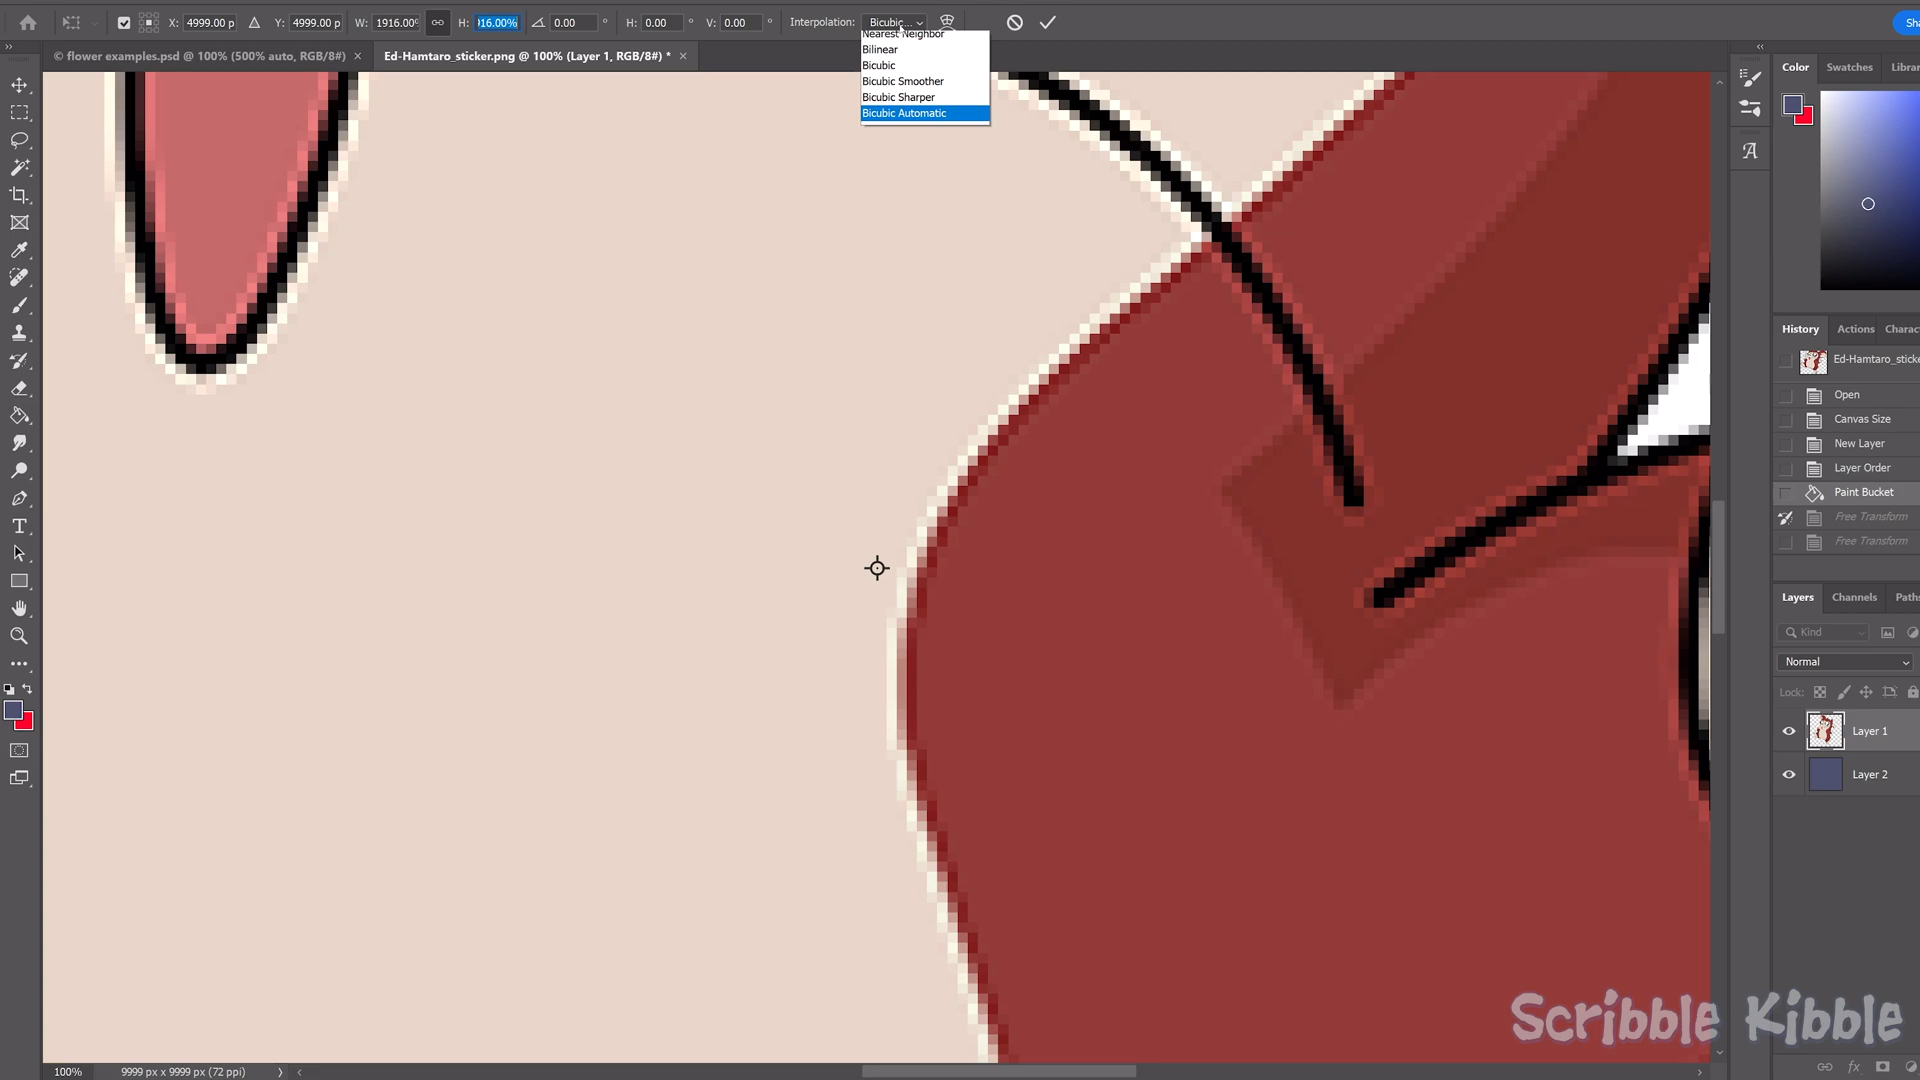 X: 4999.00 p Y: 4999.00 p W: 1916.00% H: 916.00% 0.00 ° H: 0.00 ° V: 0.00 ° Interpolation: Bicubic...
Nearest Neighbor
Bilinear
Bicubic
Bicubic Smoother
Bicubic Sharper
Bicubic Automatic
© flower examples.psd @ 100% (500% auto, RGB/8#) ×
Ed-Hamtaro_sticker.png @ 100% (Layer 1, RGB/8#) * ×
Color Swatches Librar
History Actions Charac
Ed-Hamtaro_sticke
Open
Canvas Size
New Layer
Layer Order
Paint Bucket
Free Transform
Free Transform
Layers Channels Paths
Kind
Normal
Lock:
Layer 1
Layer 2
Scribble Kibble
100% 9999 px x 9999 px (72 ppi)